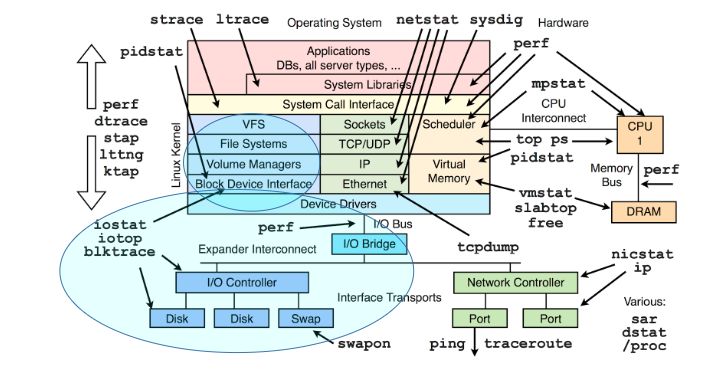 strace ltrace Operating System netstat sysdig Hardware
perf
pidstat
Applications
DBs, all server types, ...
System Libraries
System Call Interface
mpstat
CPU
Interconnect
perf
dtrace
stap
lttng
ktap
Linux Kernel
VFS
File Systems
Volume Managers
Block Device Interface
Sockets
TCP/UDP
IP
Ethernet
Scheduler
Virtual
Memory
Device Drivers
top ps
pidstat
CPU
1
Memory
Bus
perf
vmstat
slabtop
free
DRAM
iostat
iotop
blktrace
perf
I/O Bus
I/O Bridge
tcpdump
Expander Interconnect
I/O Controller
Disk
Disk
Swap
Interface Transports
swapon
Network Controller
Port
Port
nicstat
ip
ping traceroute
Various:
sar
dstat
/proc